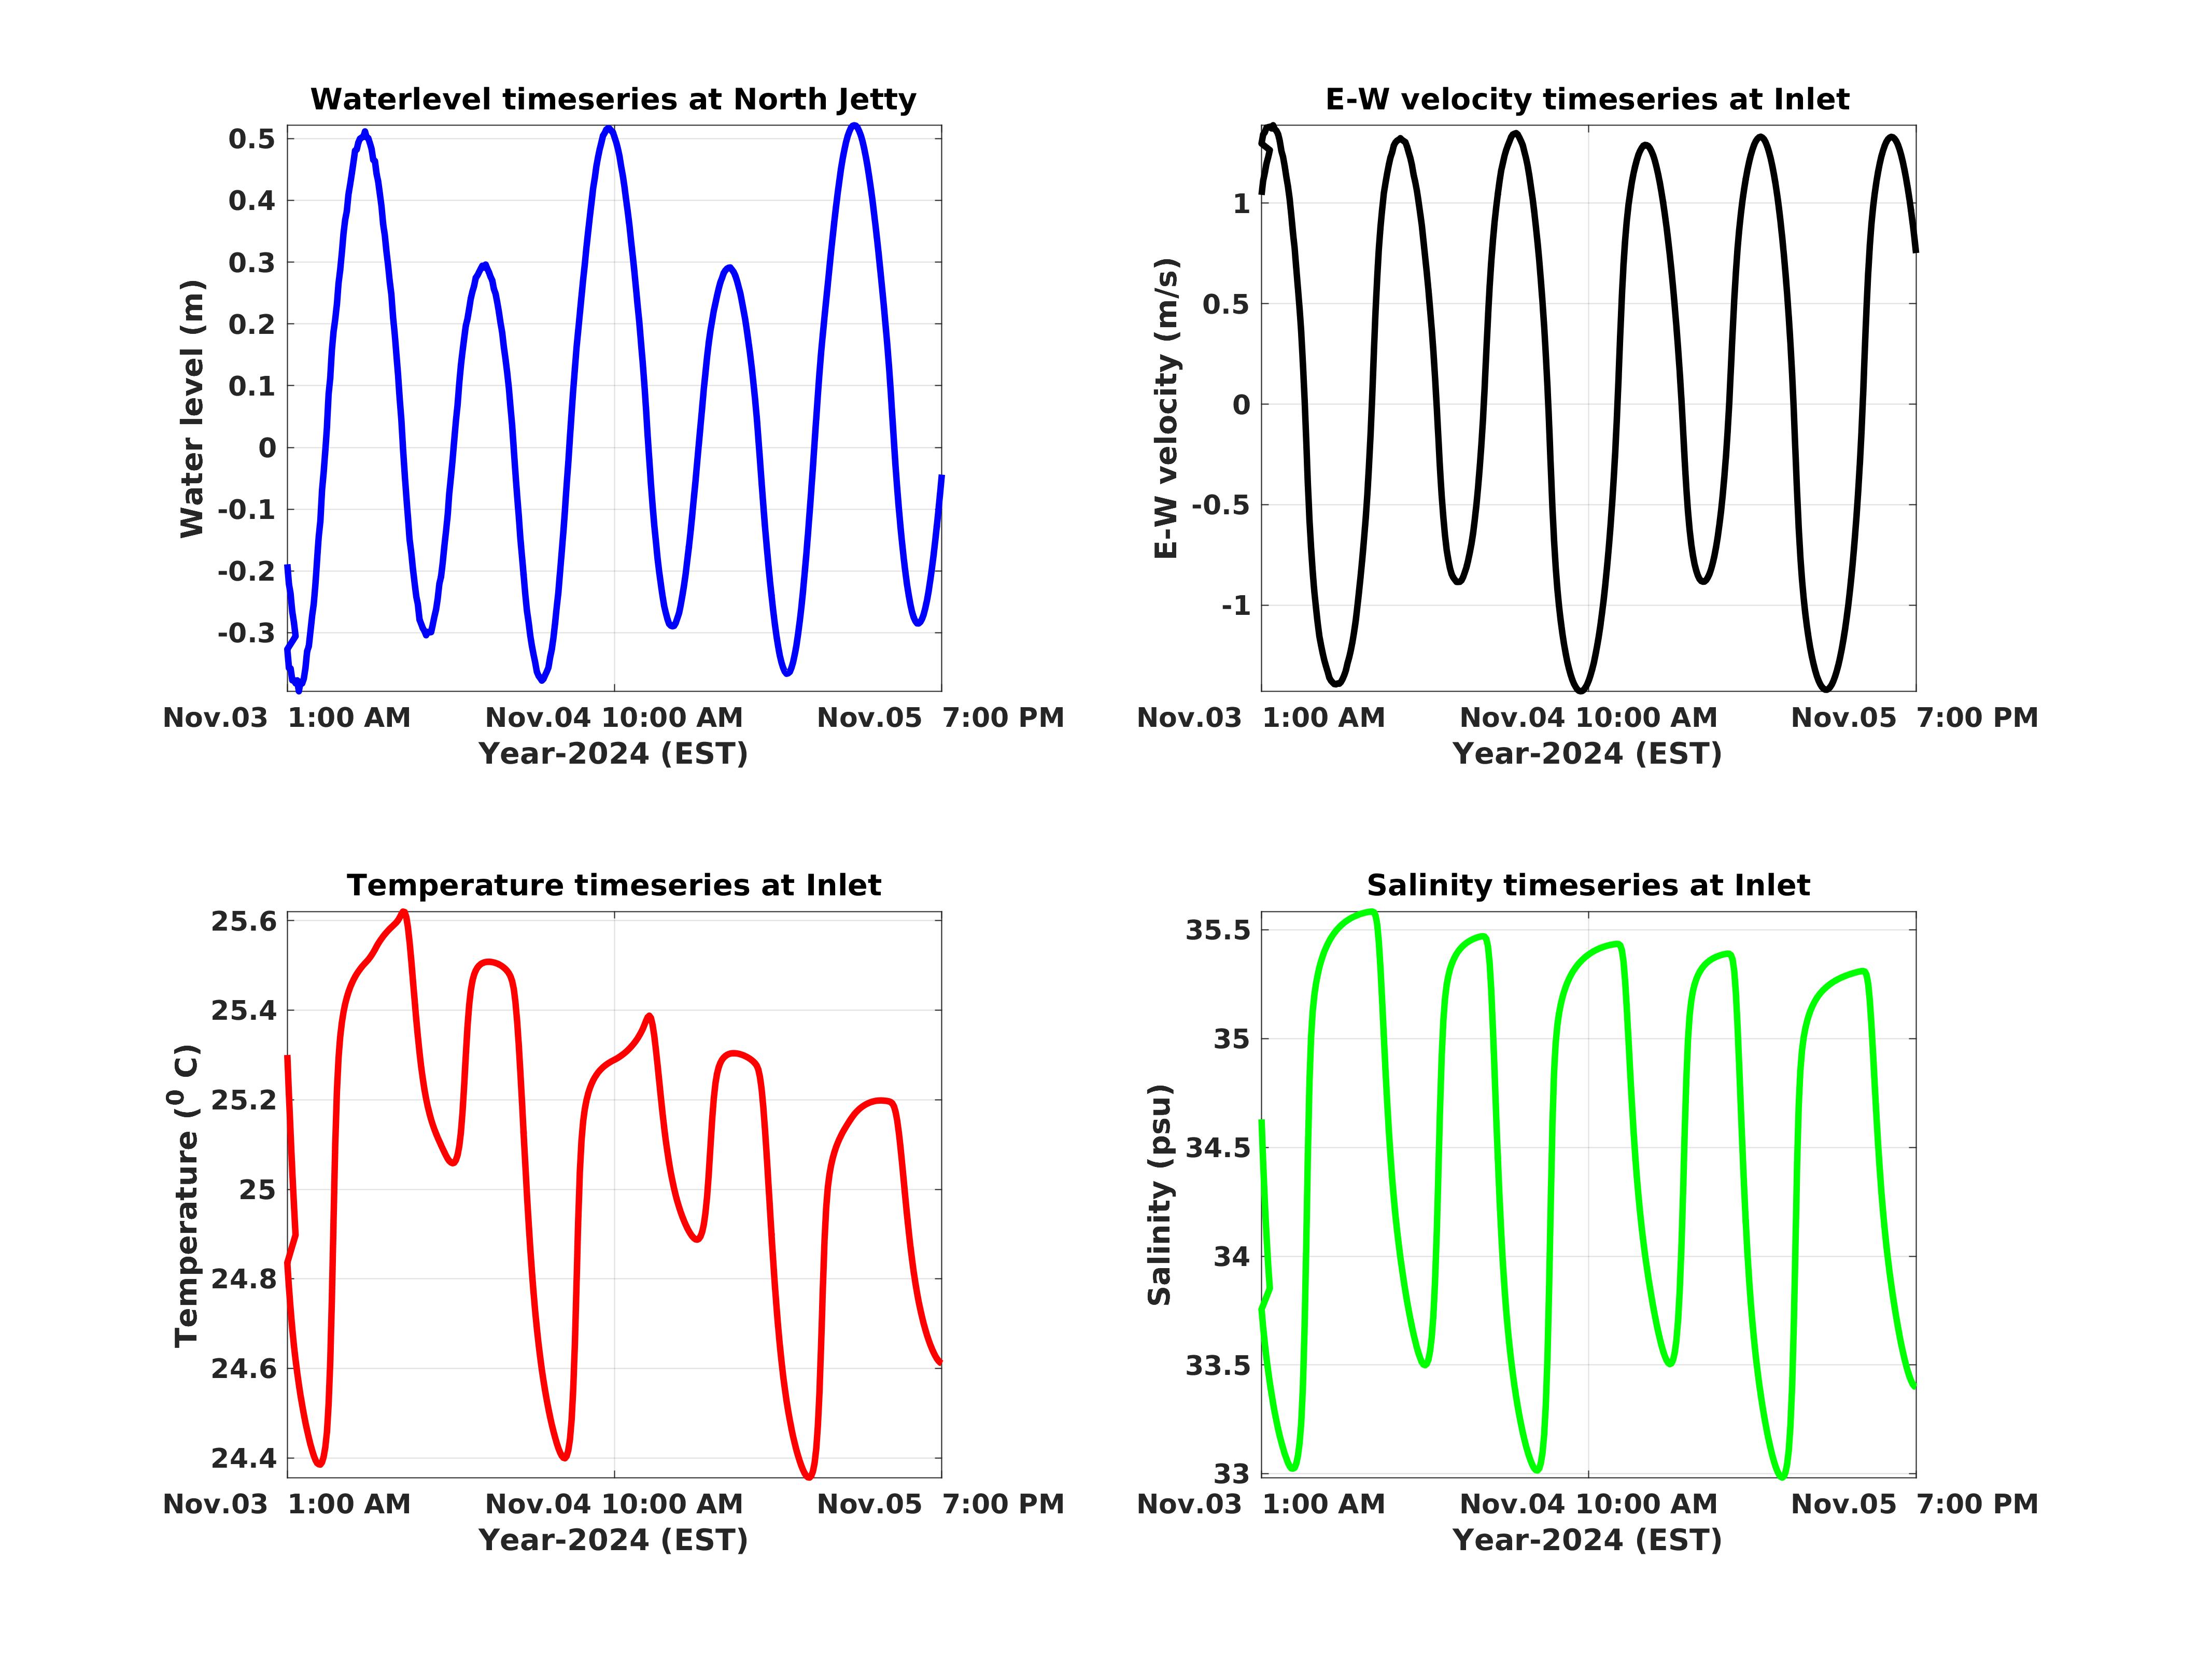 Waterlevel timeseries at North Jetty
0.5
0.4
0.3
0.2
0.1
0
-0.1
-0.2
-0.3
Water level (m)
Nov.03 1:00 AM
Nov.04 10:00 AM
Nov.05 7:00 PM
Year-2024 (EST)
E-W velocity timeseries at Inlet
1
0.5
0
-0.5
-1
E-W velocity (m/s)
Nov.03 1:00 AM
Nov.04 10:00 AM
Nov.05 7:00 PM
Year-2024 (EST)
Temperature timeseries at Inlet
25.6
25.4
25.2
25
24.8
24.6
24.4
Temperature (⁰ C)
Nov.03 1:00 AM
Nov.04 10:00 AM
Nov.05 7:00 PM
Year-2024 (EST)
Salinity timeseries at Inlet
35.5
35
34.5
34
33.5
33
Salinity (psu)
Nov.03 1:00 AM
Nov.04 10:00 AM
Nov.05 7:00 PM
Year-2024 (EST)